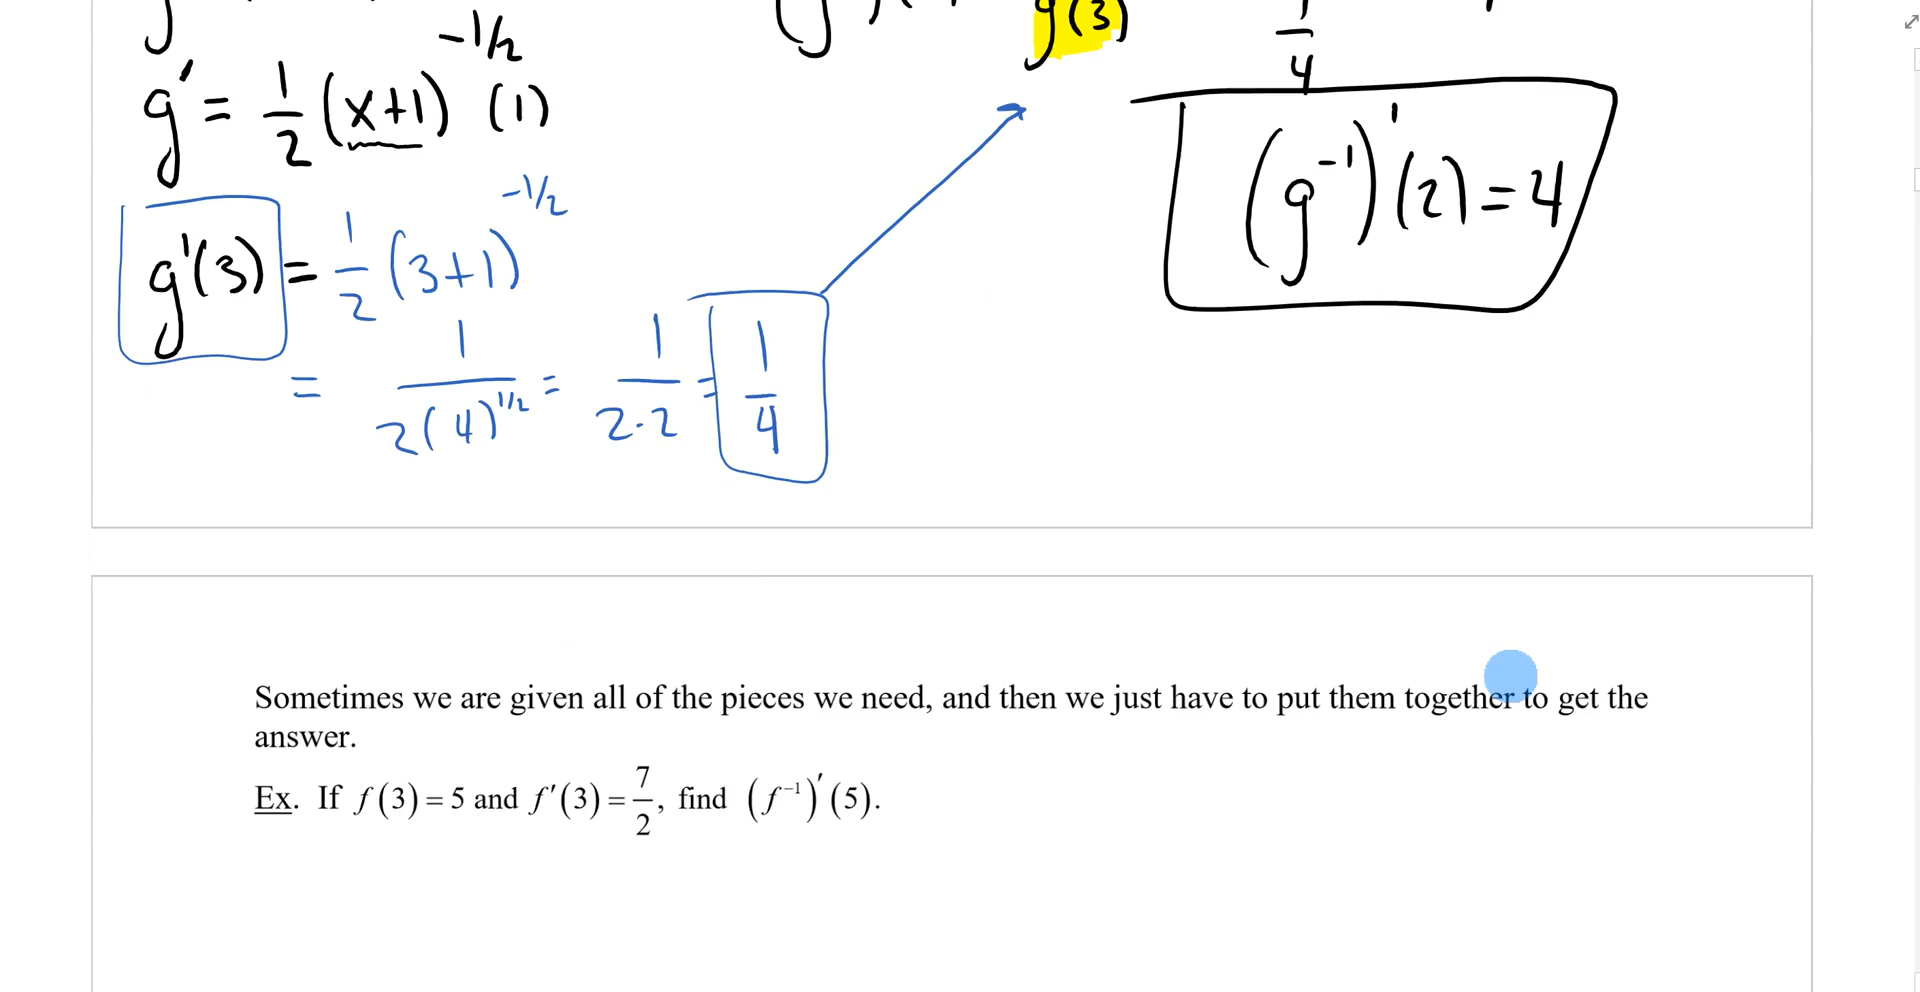 g(3)
1/4
g' = 1/2 (x+1)^-1/2 (1)
(g^-1)'(2) = 4
g'(3) = 1/2 (3+1)^-1/2
= 1/2(4)^1/2 = 1/2·2 = 1/4
Sometimes we are given all of the pieces we need, and then we just have to put them together to get the
answer.
Ex. If f(3) = 5 and f′(3) = 7/2, find (f^-1)′(5).